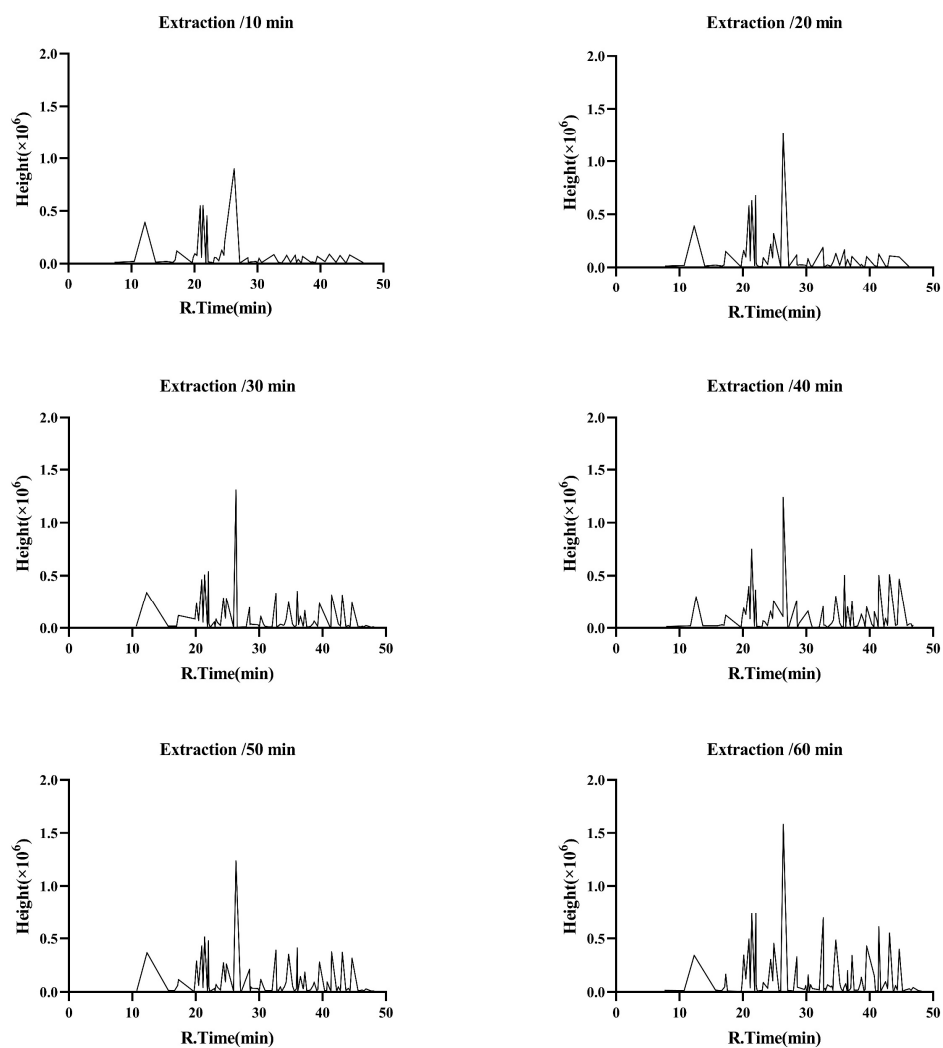 Extraction /10 min
Height(×10⁶)
2.0
1.5
1.0
0.5
0.0
0 10 20 30 40 50
R.Time(min)
Extraction /20 min
Height(×10⁶)
2.0
1.5
1.0
0.5
0.0
0 10 20 30 40 50
R.Time(min)
Extraction /30 min
Height(×10⁶)
2.0
1.5
1.0
0.5
0.0
0 10 20 30 40 50
R.Time(min)
Extraction /40 min
Height(×10⁶)
2.0
1.5
1.0
0.5
0.0
0 10 20 30 40 50
R.Time(min)
Extraction /50 min
Height(×10⁶)
2.0
1.5
1.0
0.5
0.0
0 10 20 30 40 50
R.Time(min)
Extraction /60 min
Height(×10⁶)
2.0
1.5
1.0
0.5
0.0
0 10 20 30 40 50
R.Time(min)